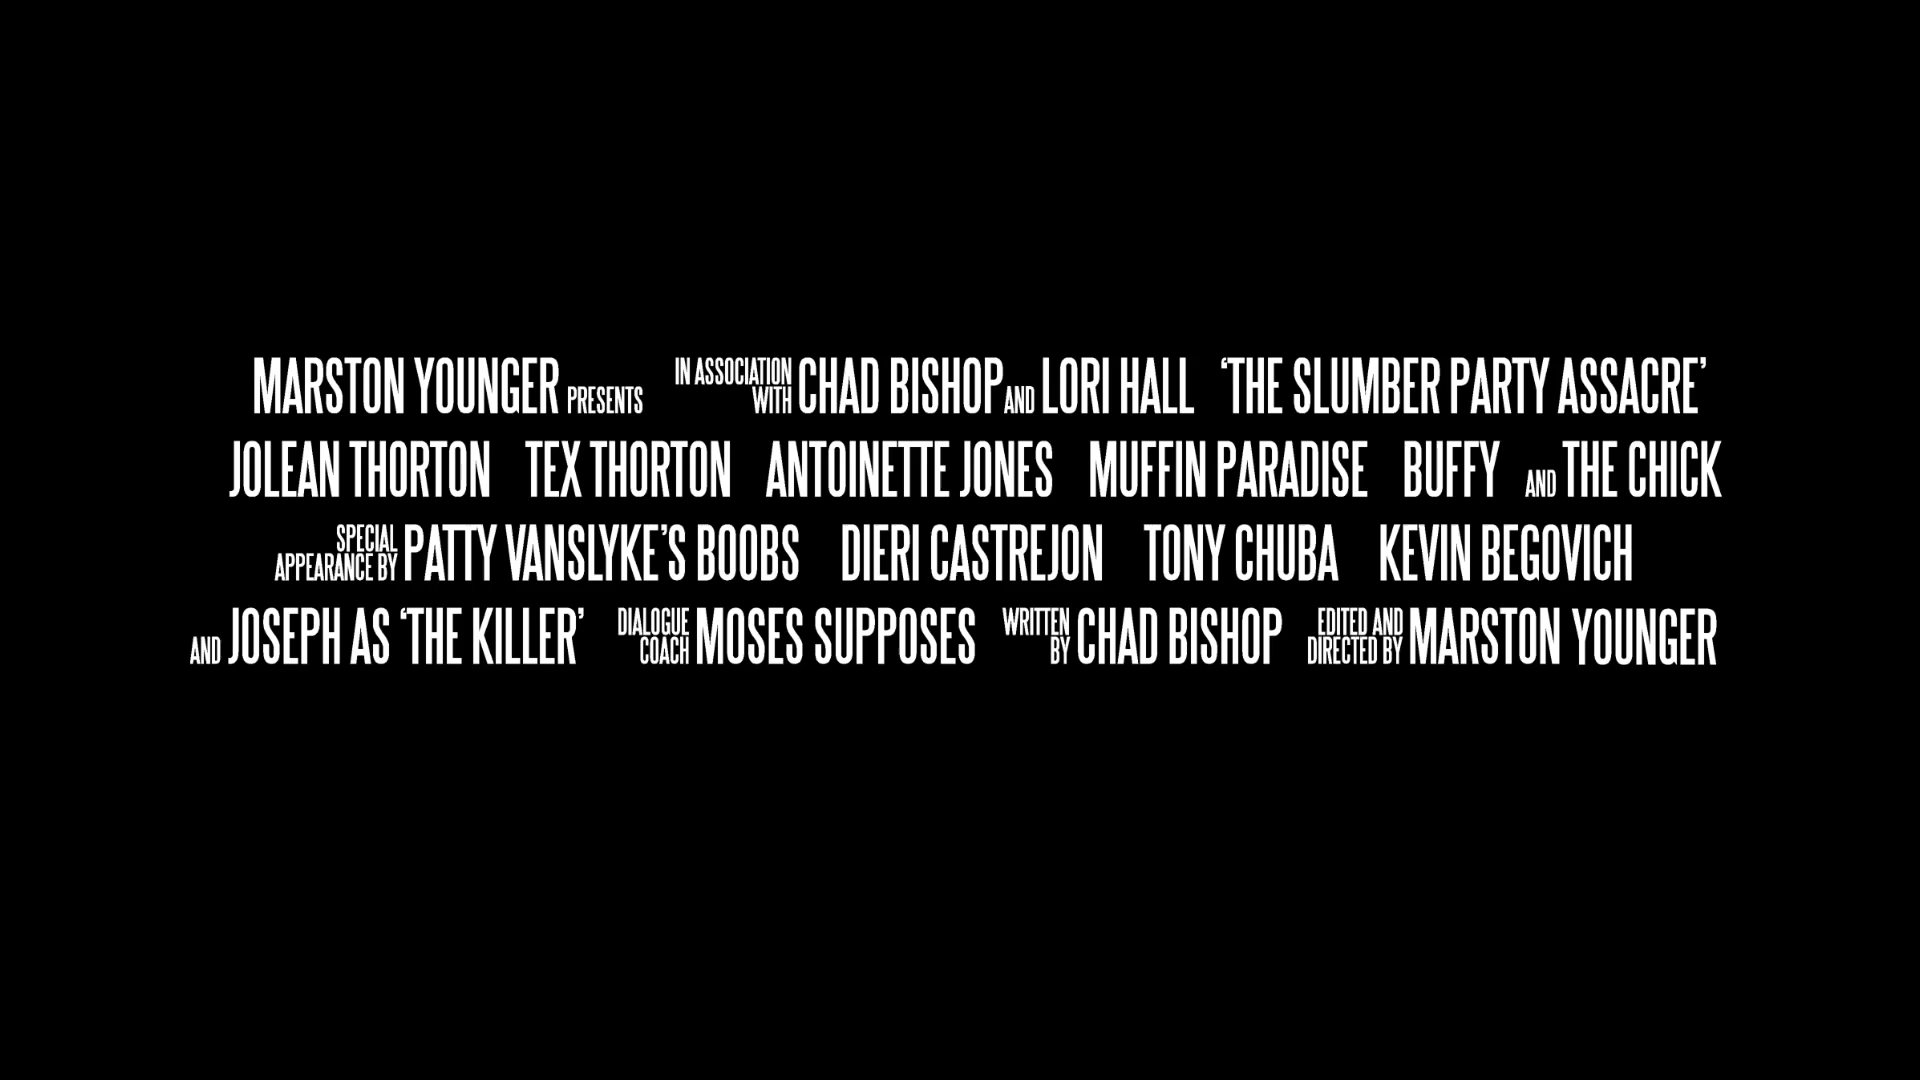 MARSTON YOUNGER PRESENTS IN ASSOCIATION WITH CHAD BISHOP AND LORI HALL ‘THE SLUMBER PARTY ASSACRE’
JOLEAN THORTON TEX THORTON ANTOINETTE JONES MUFFIN PARADISE BUFFY AND THE CHICK
SPECIAL APPEARANCE BY PATTY VANSLYKE’S BOOBS DIERI CASTREJON TONY CHUBA KEVIN BEGOVICH
AND JOSEPH AS ‘THE KILLER’ DIALOGUE COACH MOSES SUPPOSES WRITTEN BY CHAD BISHOP EDITED AND DIRECTED BY MARSTON YOUNGER